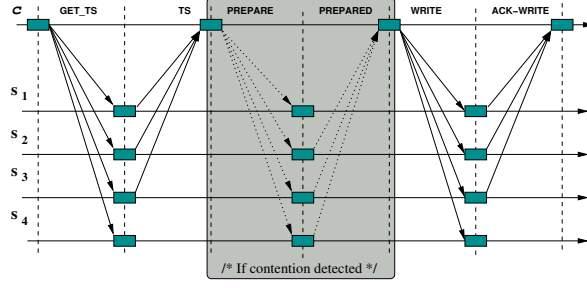 c GET_TS TS PREPARE PREPARED WRITE ACK-WRITE
s 1
s 2
s 3
s 4
/* If contention detected */